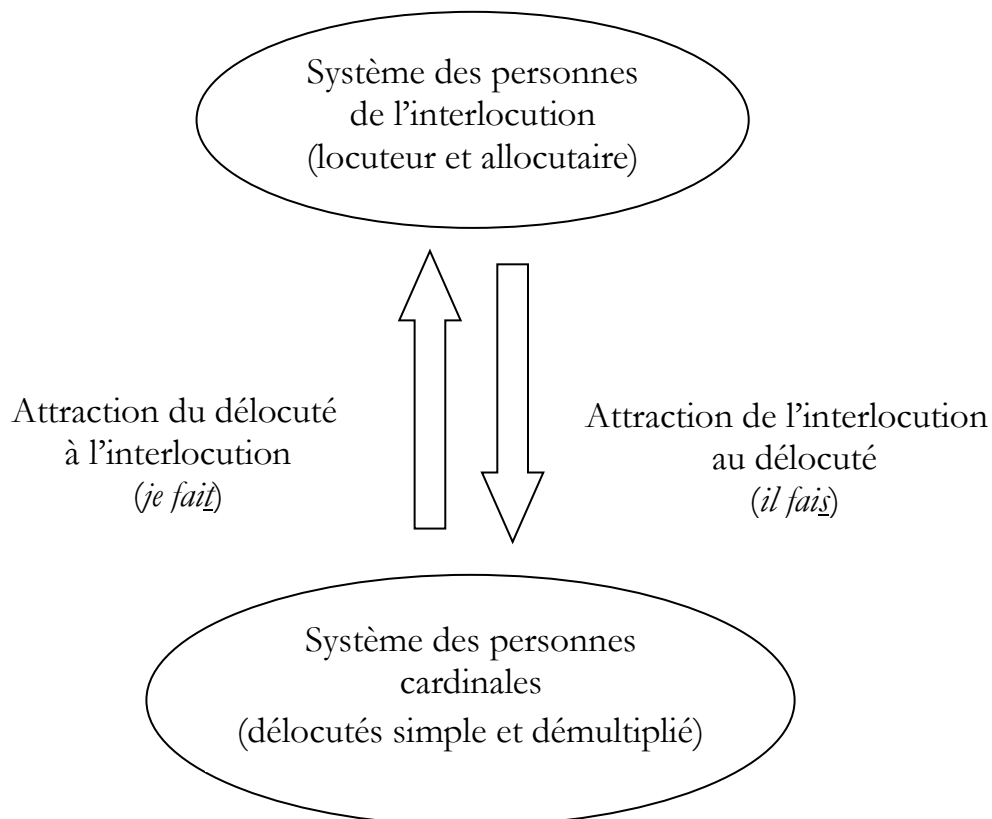 Système des personnes
de l’interlocution
(locuteur et allocutaire)
Attraction du délocuté
à l’interlocution
(je fait)
Attraction de l’interlocution
au délocuté
(il fais)
Système des personnes
cardinales
(délocutés simple et démultiplié)